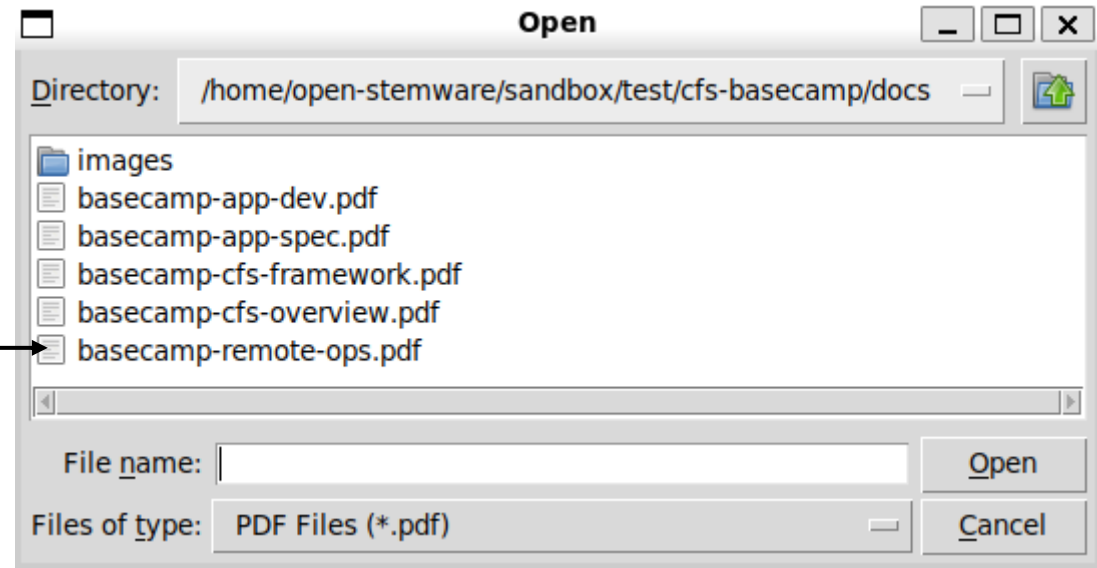 Open
Directory: /home/open-stemware/sandbox/test/cfs-basecamp/docs
images
basecamp-app-dev.pdf
basecamp-app-spec.pdf
basecamp-cfs-framework.pdf
basecamp-cfs-overview.pdf
basecamp-remote-ops.pdf
File name: Open
Files of type: PDF Files (*.pdf) Cancel